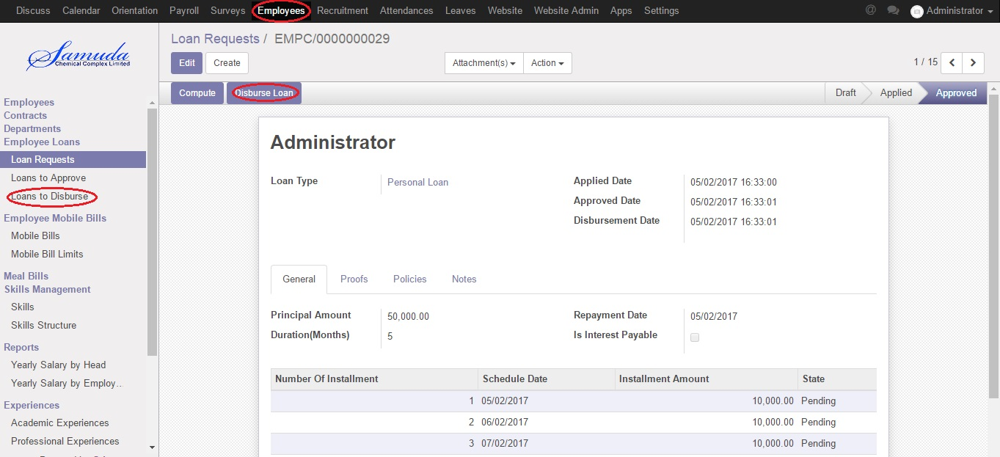 Discuss Calendar Orientation Payroll Surveys Employees Recruitment Attendances Leaves Website Website Admin Apps Settings @ Administrator
Samuda
Chemical Complex Limited
Loan Requests / EMPC/0000000029
Edit Create Attachment(s) Action 1 / 15
Compute Disburse Loan Draft Applied Approved
Employees
Contracts
Departments
Employee Loans
Loan Requests
Loans to Approve
Loans to Disburse
Employee Mobile Bills
Mobile Bills
Mobile Bill Limits
Meal Bills
Skills Management
Skills
Skills Structure
Reports
Yearly Salary by Head
Yearly Salary by Employ...
Experiences
Academic Experiences
Professional Experiences
Administrator
Loan Type Personal Loan
Applied Date 05/02/2017 16:33:00
Approved Date 05/02/2017 16:33:01
Disbursement Date 05/02/2017 16:33:01
General Proofs Policies Notes
Principal Amount 50,000.00
Duration(Months) 5
Repayment Date 05/02/2017
Is Interest Payable
Number Of Installment Schedule Date Installment Amount State
1 05/02/2017 10,000.00 Pending
2 06/02/2017 10,000.00 Pending
3 07/02/2017 10,000.00 Pending